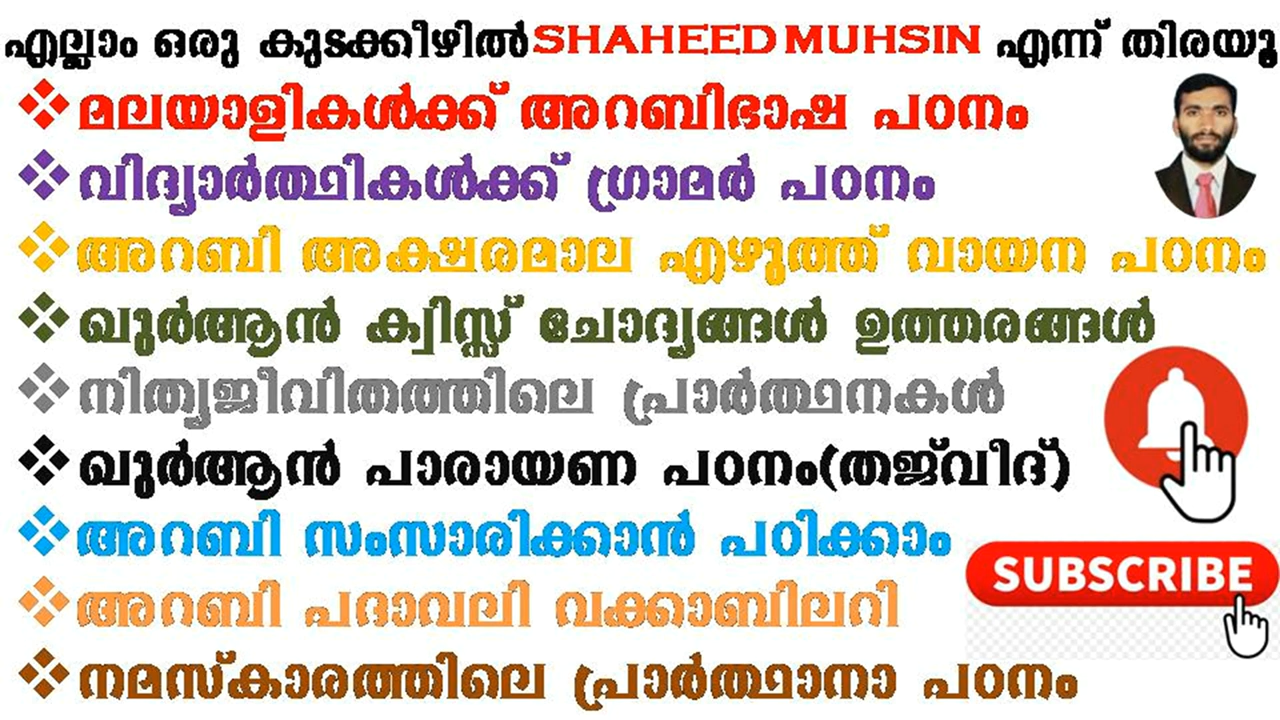 എല്ലാം ഒരു കുടക്കീഴിൽ SHAHEED MUHSIN എന്ന് തിരയൂ
മലയാളികൾക്ക് അറബിഭാഷ പഠനം
വിദ്യാർത്ഥികൾക്ക് ഗ്രാമർ പഠനം
അറബി അക്ഷരമാല എഴുത്ത് വായന പഠനം
ഖുർആൻ ക്വിസ്സ് ചോദ്യങ്ങൾ ഉത്തരങ്ങൾ
നിത്യജീവിതത്തിലെ പ്രാർത്ഥനകൾ
ഖുർആൻ പാരായണ പഠനം(തജ്‌വീദ്)
അറബി സംസാരിക്കാൻ പഠിക്കാം
SUBSCRIBE
അറബി പദാവലി വക്കാബിലറി
നമസ്കാരത്തിലെ പ്രാർത്ഥാനാ പഠനം